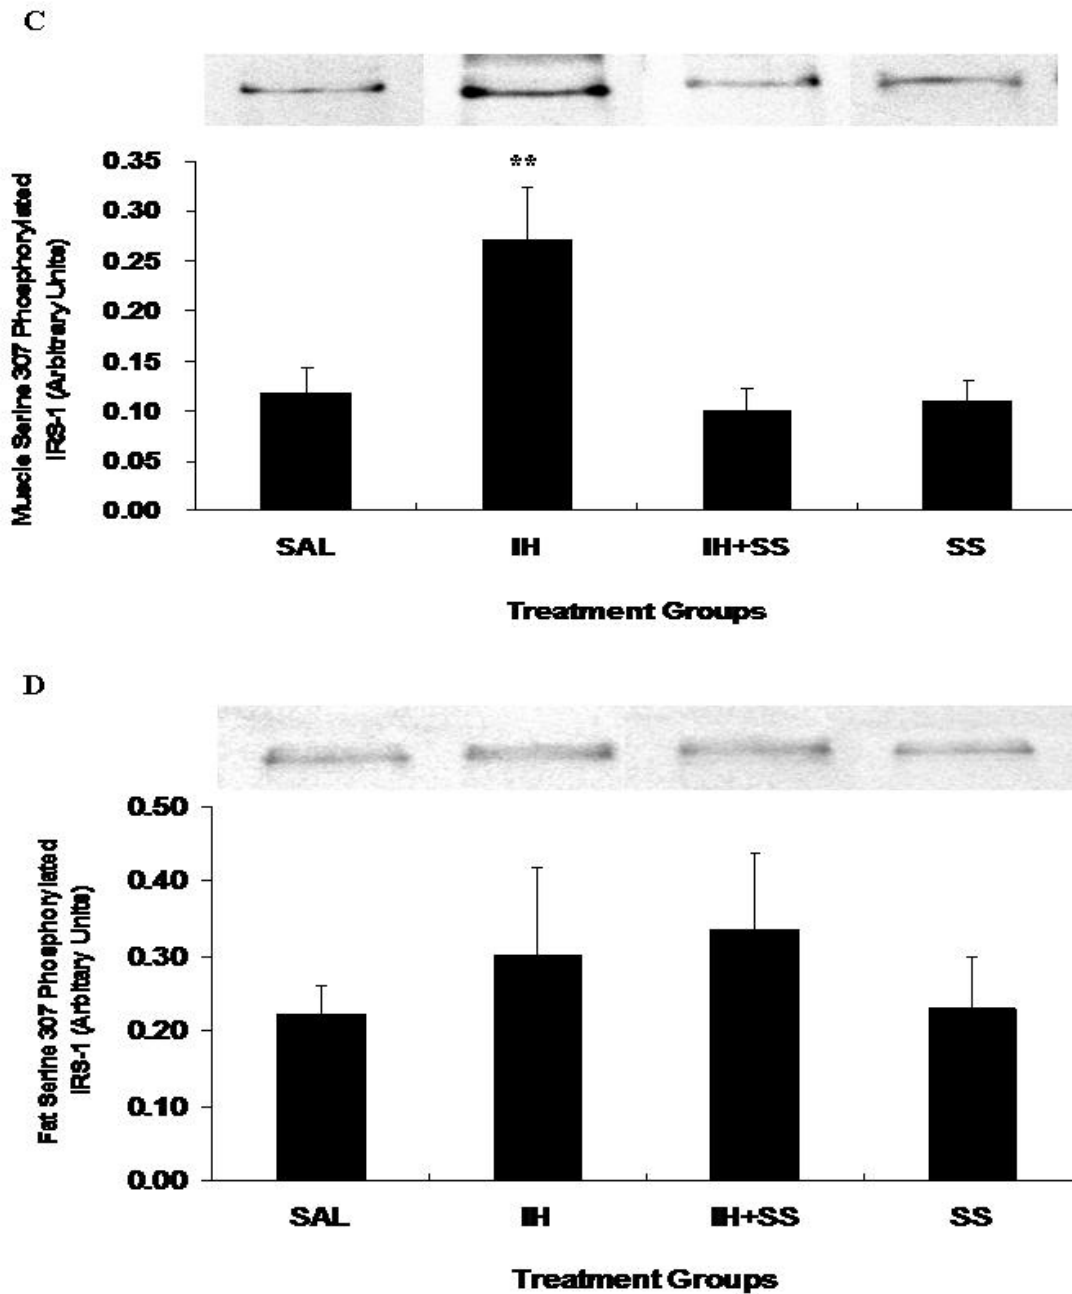 C
**
0.35
0.30
0.25
0.20
0.15
0.10
0.05
0.00
Muscle Serine 307 Phosphorylated
IRS-1 (Arbitrary Units)
SAL IH IH+SS SS
Treatment Groups
D
0.50
0.40
0.30
0.20
0.10
0.00
Fat Serine 307 Phosphorylated
IRS-1 (Arbitary Units)
SAL IH IH+SS SS
Treatment Groups